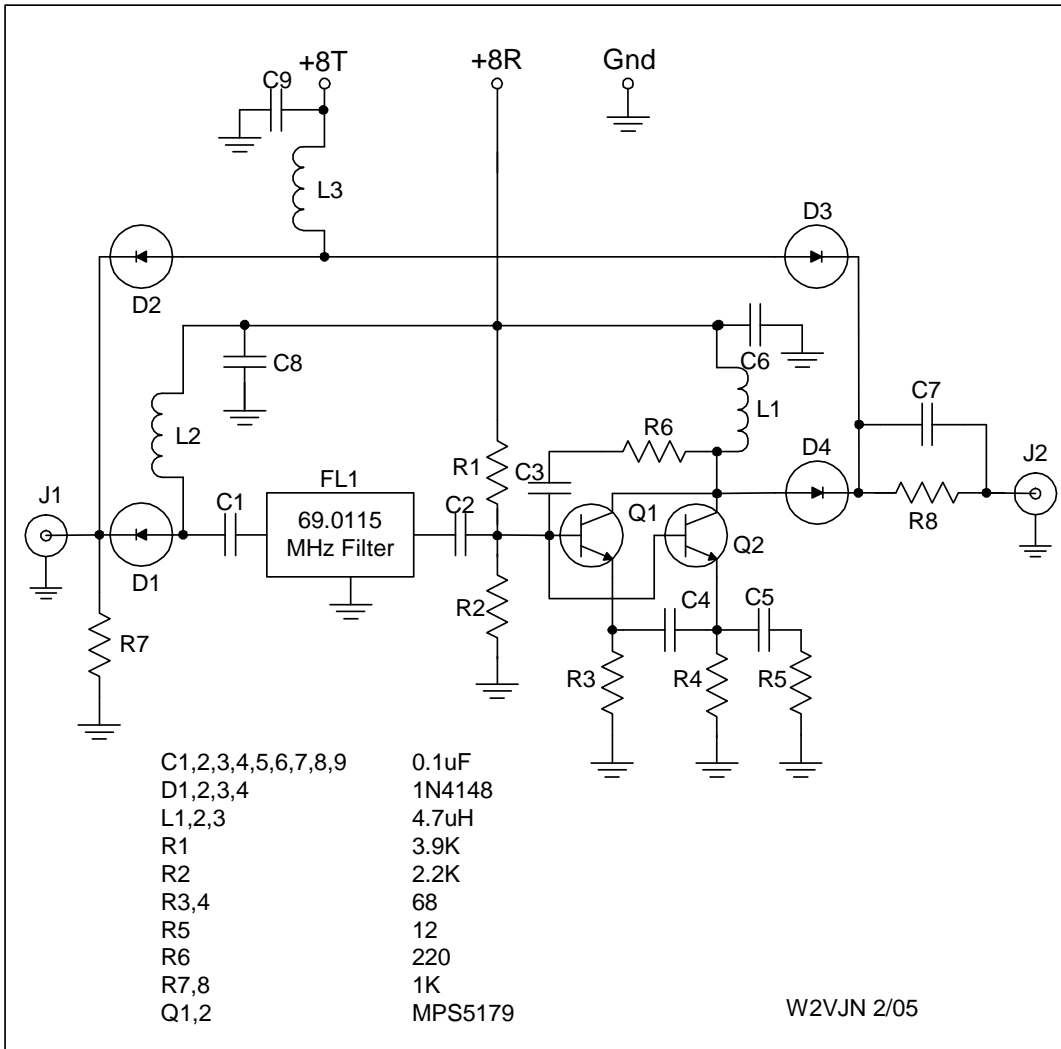 +8T
+8R
Gnd
C9
L3
D3
D2
C6
C8
C7
L1
L2
R6
J2
R1
C3
D4
FL1
J1
C1
C2
R8
69.0115
MHz Filter
Q1
Q2
D1
R2
C4
C5
R7
R3
R4
R5
C1,2,3,4,5,6,7,8,9 0.1uF
D1,2,3,4 1N4148
L1,2,3 4.7uH
R1 3.9K
R2 2.2K
R3,4 68
R5 12
R6 220
R7,8 1K
Q1,2 MPS5179
W2VJN 2/05